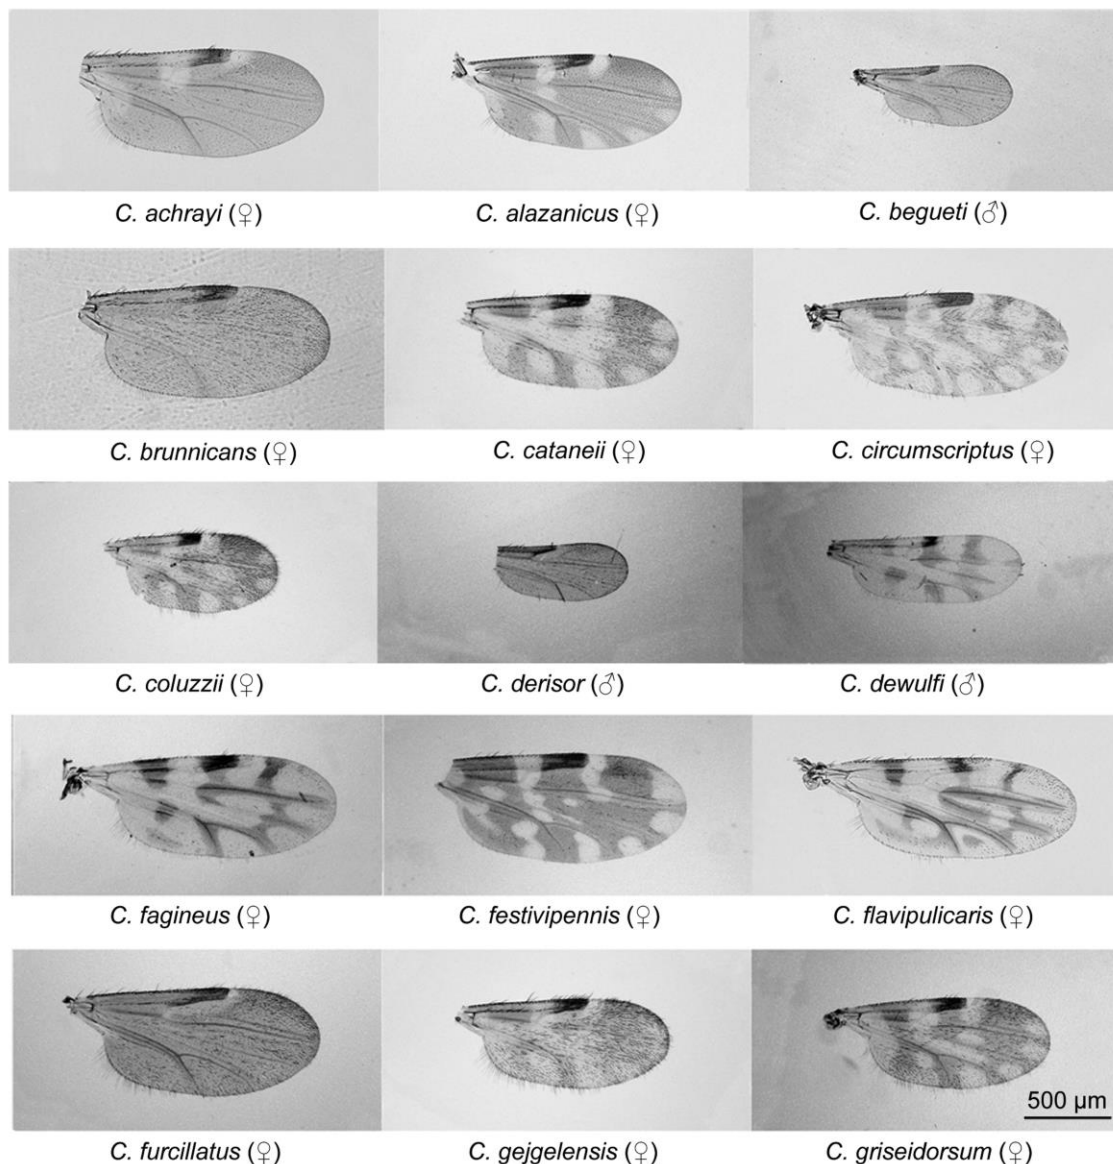 C. achrayi (♀) C. alazanicus (♀) C. begueti (♂)
C. brunnicans (♀) C. cataneii (♀) C. circumscriptus (♀)
C. coluzzii (♀) C. derisor (♂) C. dewulfi (♂)
C. fagineus (♀) C. festivipennis (♀) C. flavipulicaris (♀)
500 µm
C. furcillatus (♀) C. gejgelensis (♀) C. griseidorsum (♀)